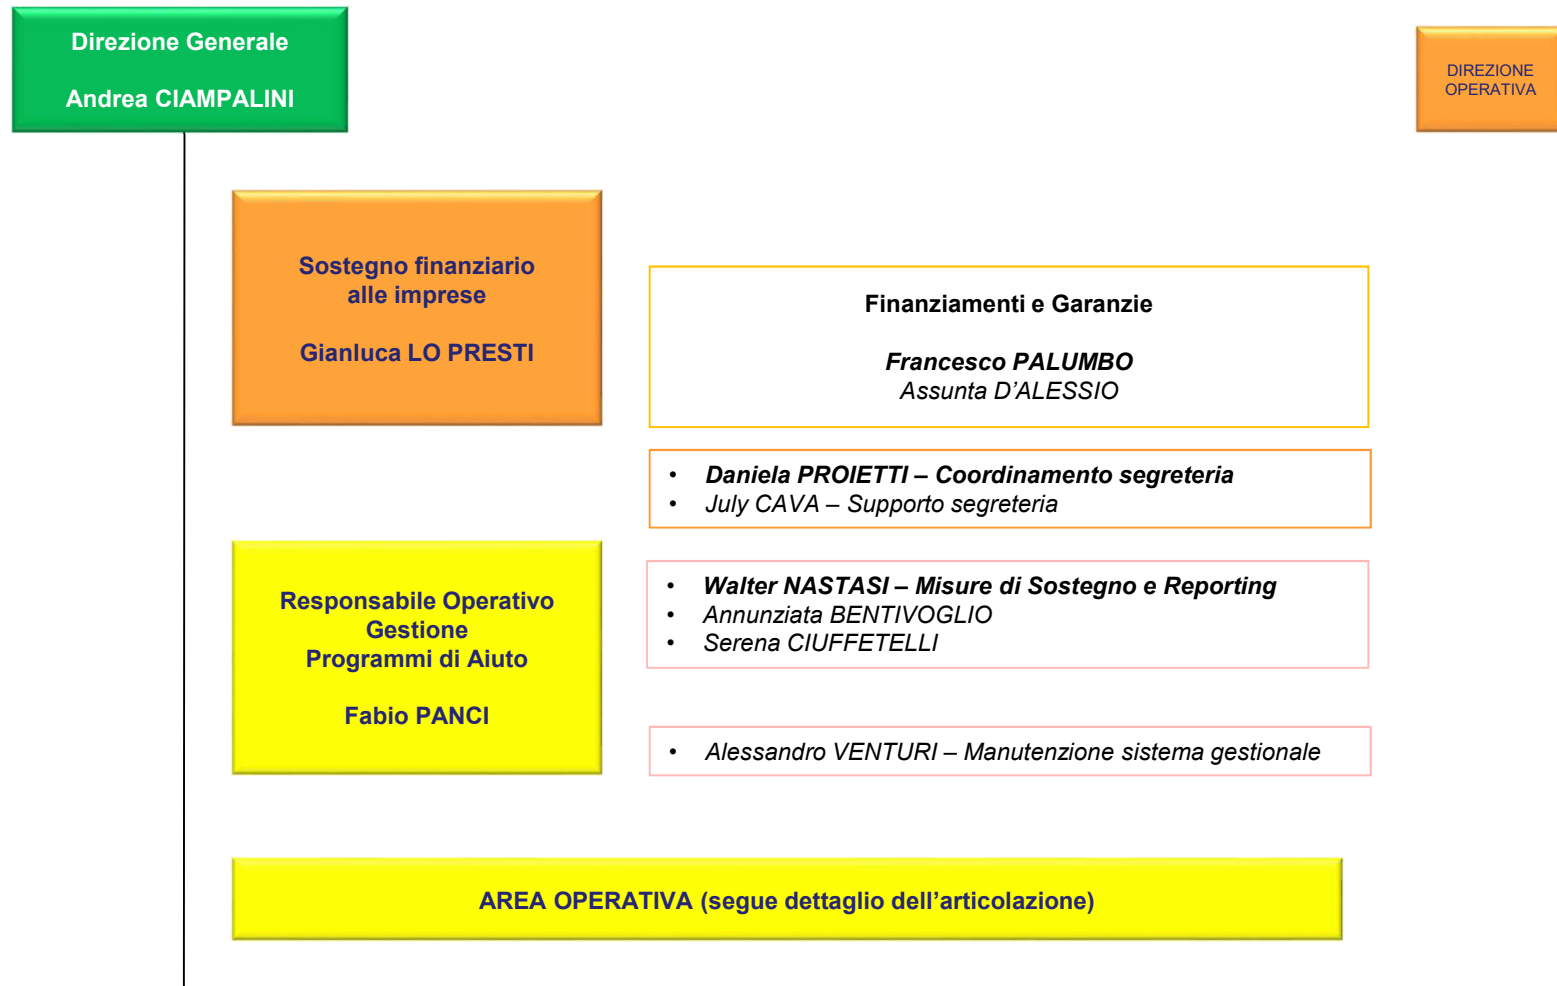 Direzione Generale
Andrea CIAMPALINI
DIREZIONE
OPERATIVA
Sostegno finanziario
alle imprese
Gianluca LO PRESTI
Finanziamenti e Garanzie
Francesco PALUMBO
Assunta D’ALESSIO
• Daniela PROIETTI – Coordinamento segreteria
• July CAVA – Supporto segreteria
Responsabile Operativo
Gestione
Programmi di Aiuto
Fabio PANCI
• Walter NASTASI – Misure di Sostegno e Reporting
• Annunziata BENTIVOGLIO
• Serena CIUFFETELLI
• Alessandro VENTURI – Manutenzione sistema gestionale
AREA OPERATIVA (segue dettaglio dell’articolazione)